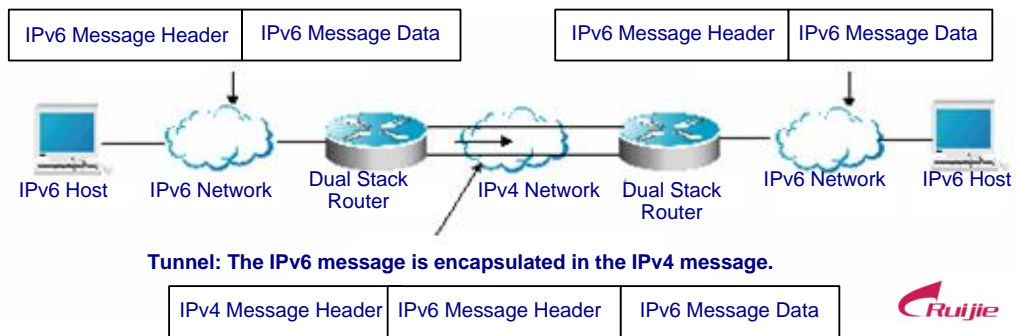 IPv6 Message Header IPv6 Message Data IPv6 Message Header IPv6 Message Data
IPv6 Host IPv6 Network Dual Stack Router IPv4 Network Dual Stack Router IPv6 Network IPv6 Host
Tunnel: The IPv6 message is encapsulated in the IPv4 message.
IPv4 Message Header IPv6 Message Header IPv6 Message Data
Ruijie